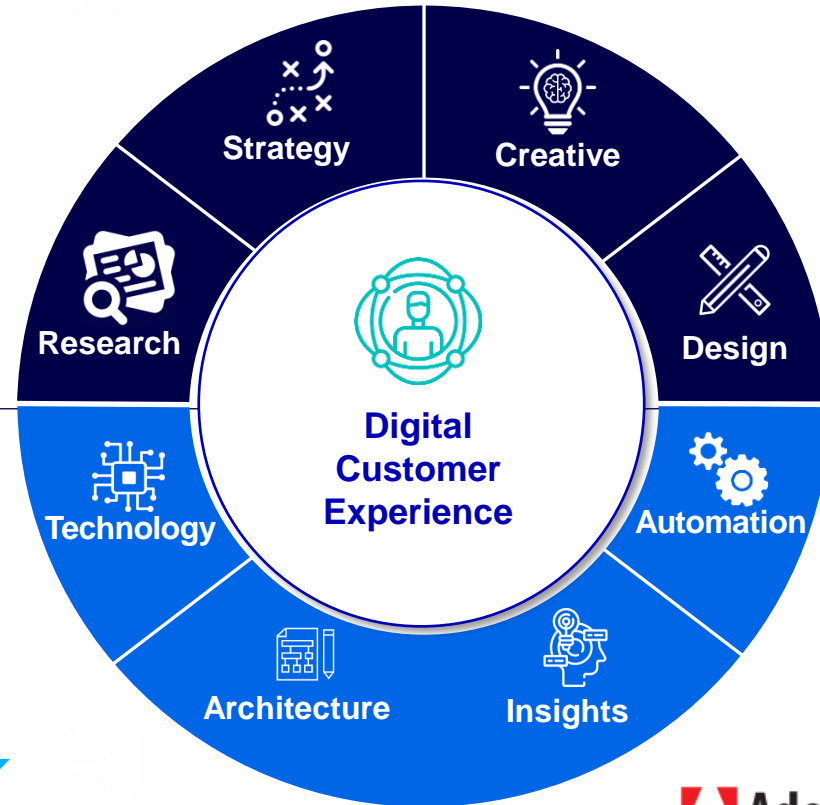 Strategy
Creative
Research
Design
Digital
Customer
Experience
Technology
Automation
Architecture
Insights